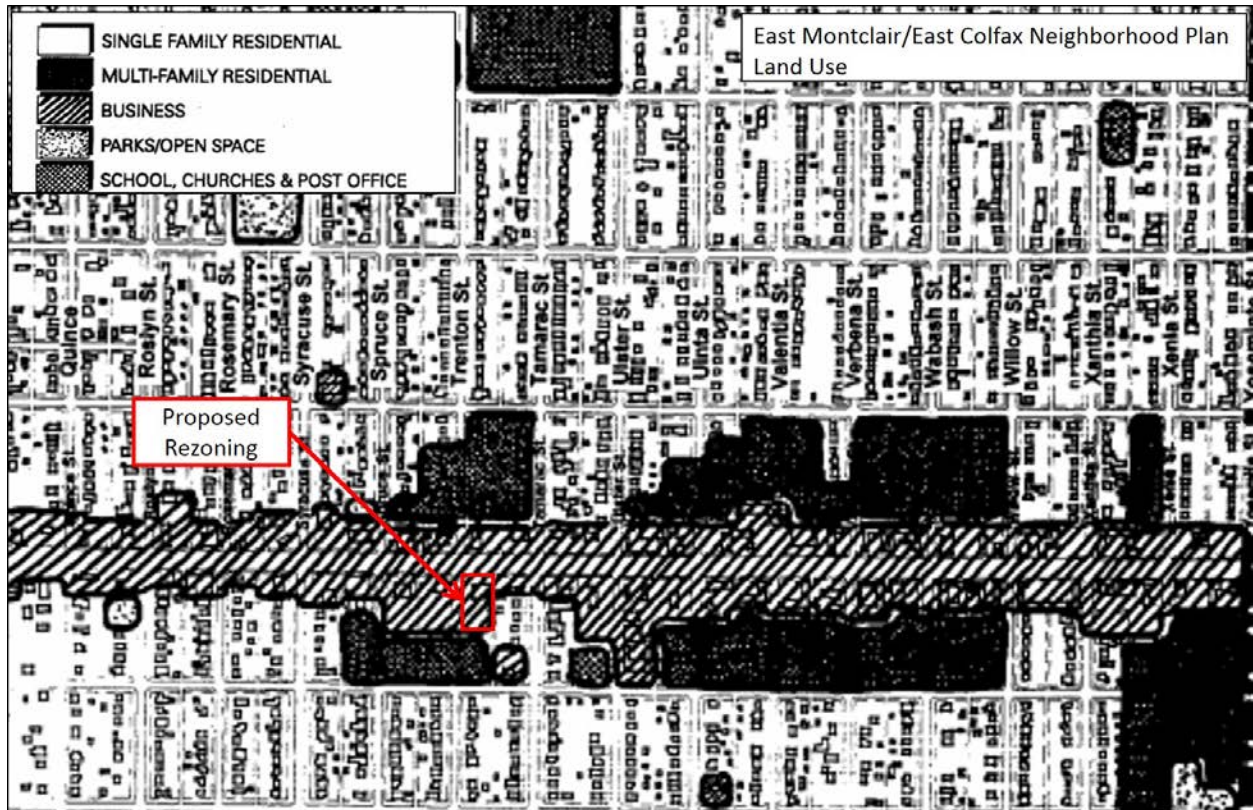 SINGLE FAMILY RESIDENTIAL
MULTI-FAMILY RESIDENTIAL
BUSINESS
PARKS/OPEN SPACE
SCHOOL, CHURCHES & POST OFFICE
East Montclair/East Colfax Neighborhood Plan
Land Use
Quince
Roslyn St.
Rosemary St.
Syracuse St.
Spruce St.
Trenton St.
Tamarac St.
Ulster St.
Uinta St.
Valentia St.
Verbena St.
Wabash St.
Willow St.
Xanthia St.
Xenia St.
Proposed
Rezoning